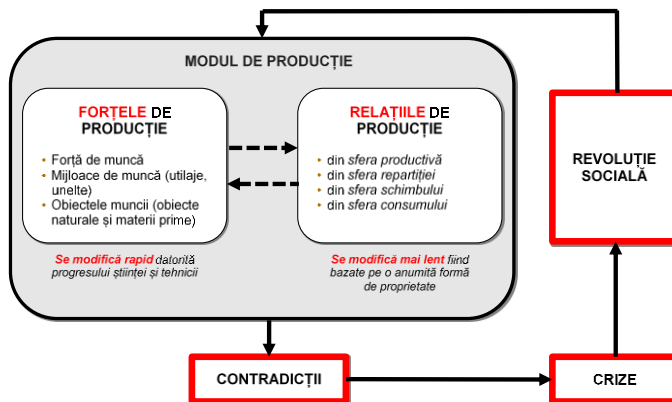 MODUL DE PRODUCȚIE
FORȚELE DE
PRODUCȚIE
• Forță de muncă
• Mijloace de muncă (utilaje,
unelte)
• Obiectele muncii (obiecte
naturale și materii prime)
RELAȚIILE DE
PRODUCȚIE
• din sfera productivă
• din sfera repartiției
• din sfera schimbului
• din sfera consumului
Se modifică rapid datorită
progresului științei și tehnicii
Se modifică mai lent fiind
bazate pe o anumită formă
de proprietate
REVOLUȚIE
SOCIALĂ
CONTRADICȚII
CRIZE